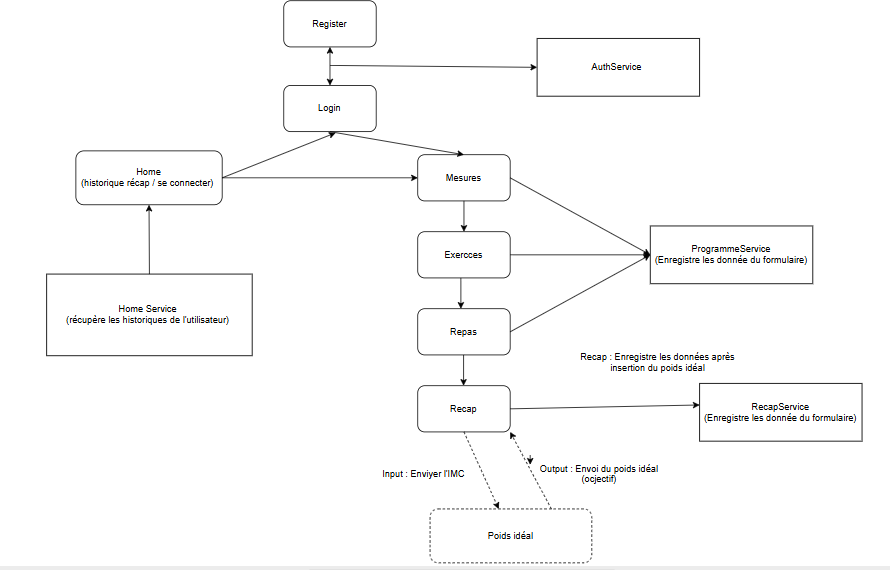 Register
AuthService
Login
Home
(historique récap / se connecter)
Mesures
Exercces
ProgrammeService
(Enregistre les donnée du formulaire)
Home Service
(récupère les historiques de l'utilisateur)
Repas
Recap : Enregistre les données après
insertion du poids idéal
Recap
RecapService
(Enregistre les donnée du formulaire)
Input : Enviyer l'IMC
Output : Envoi du poids idéal
(ocjectif)
Poids idéal